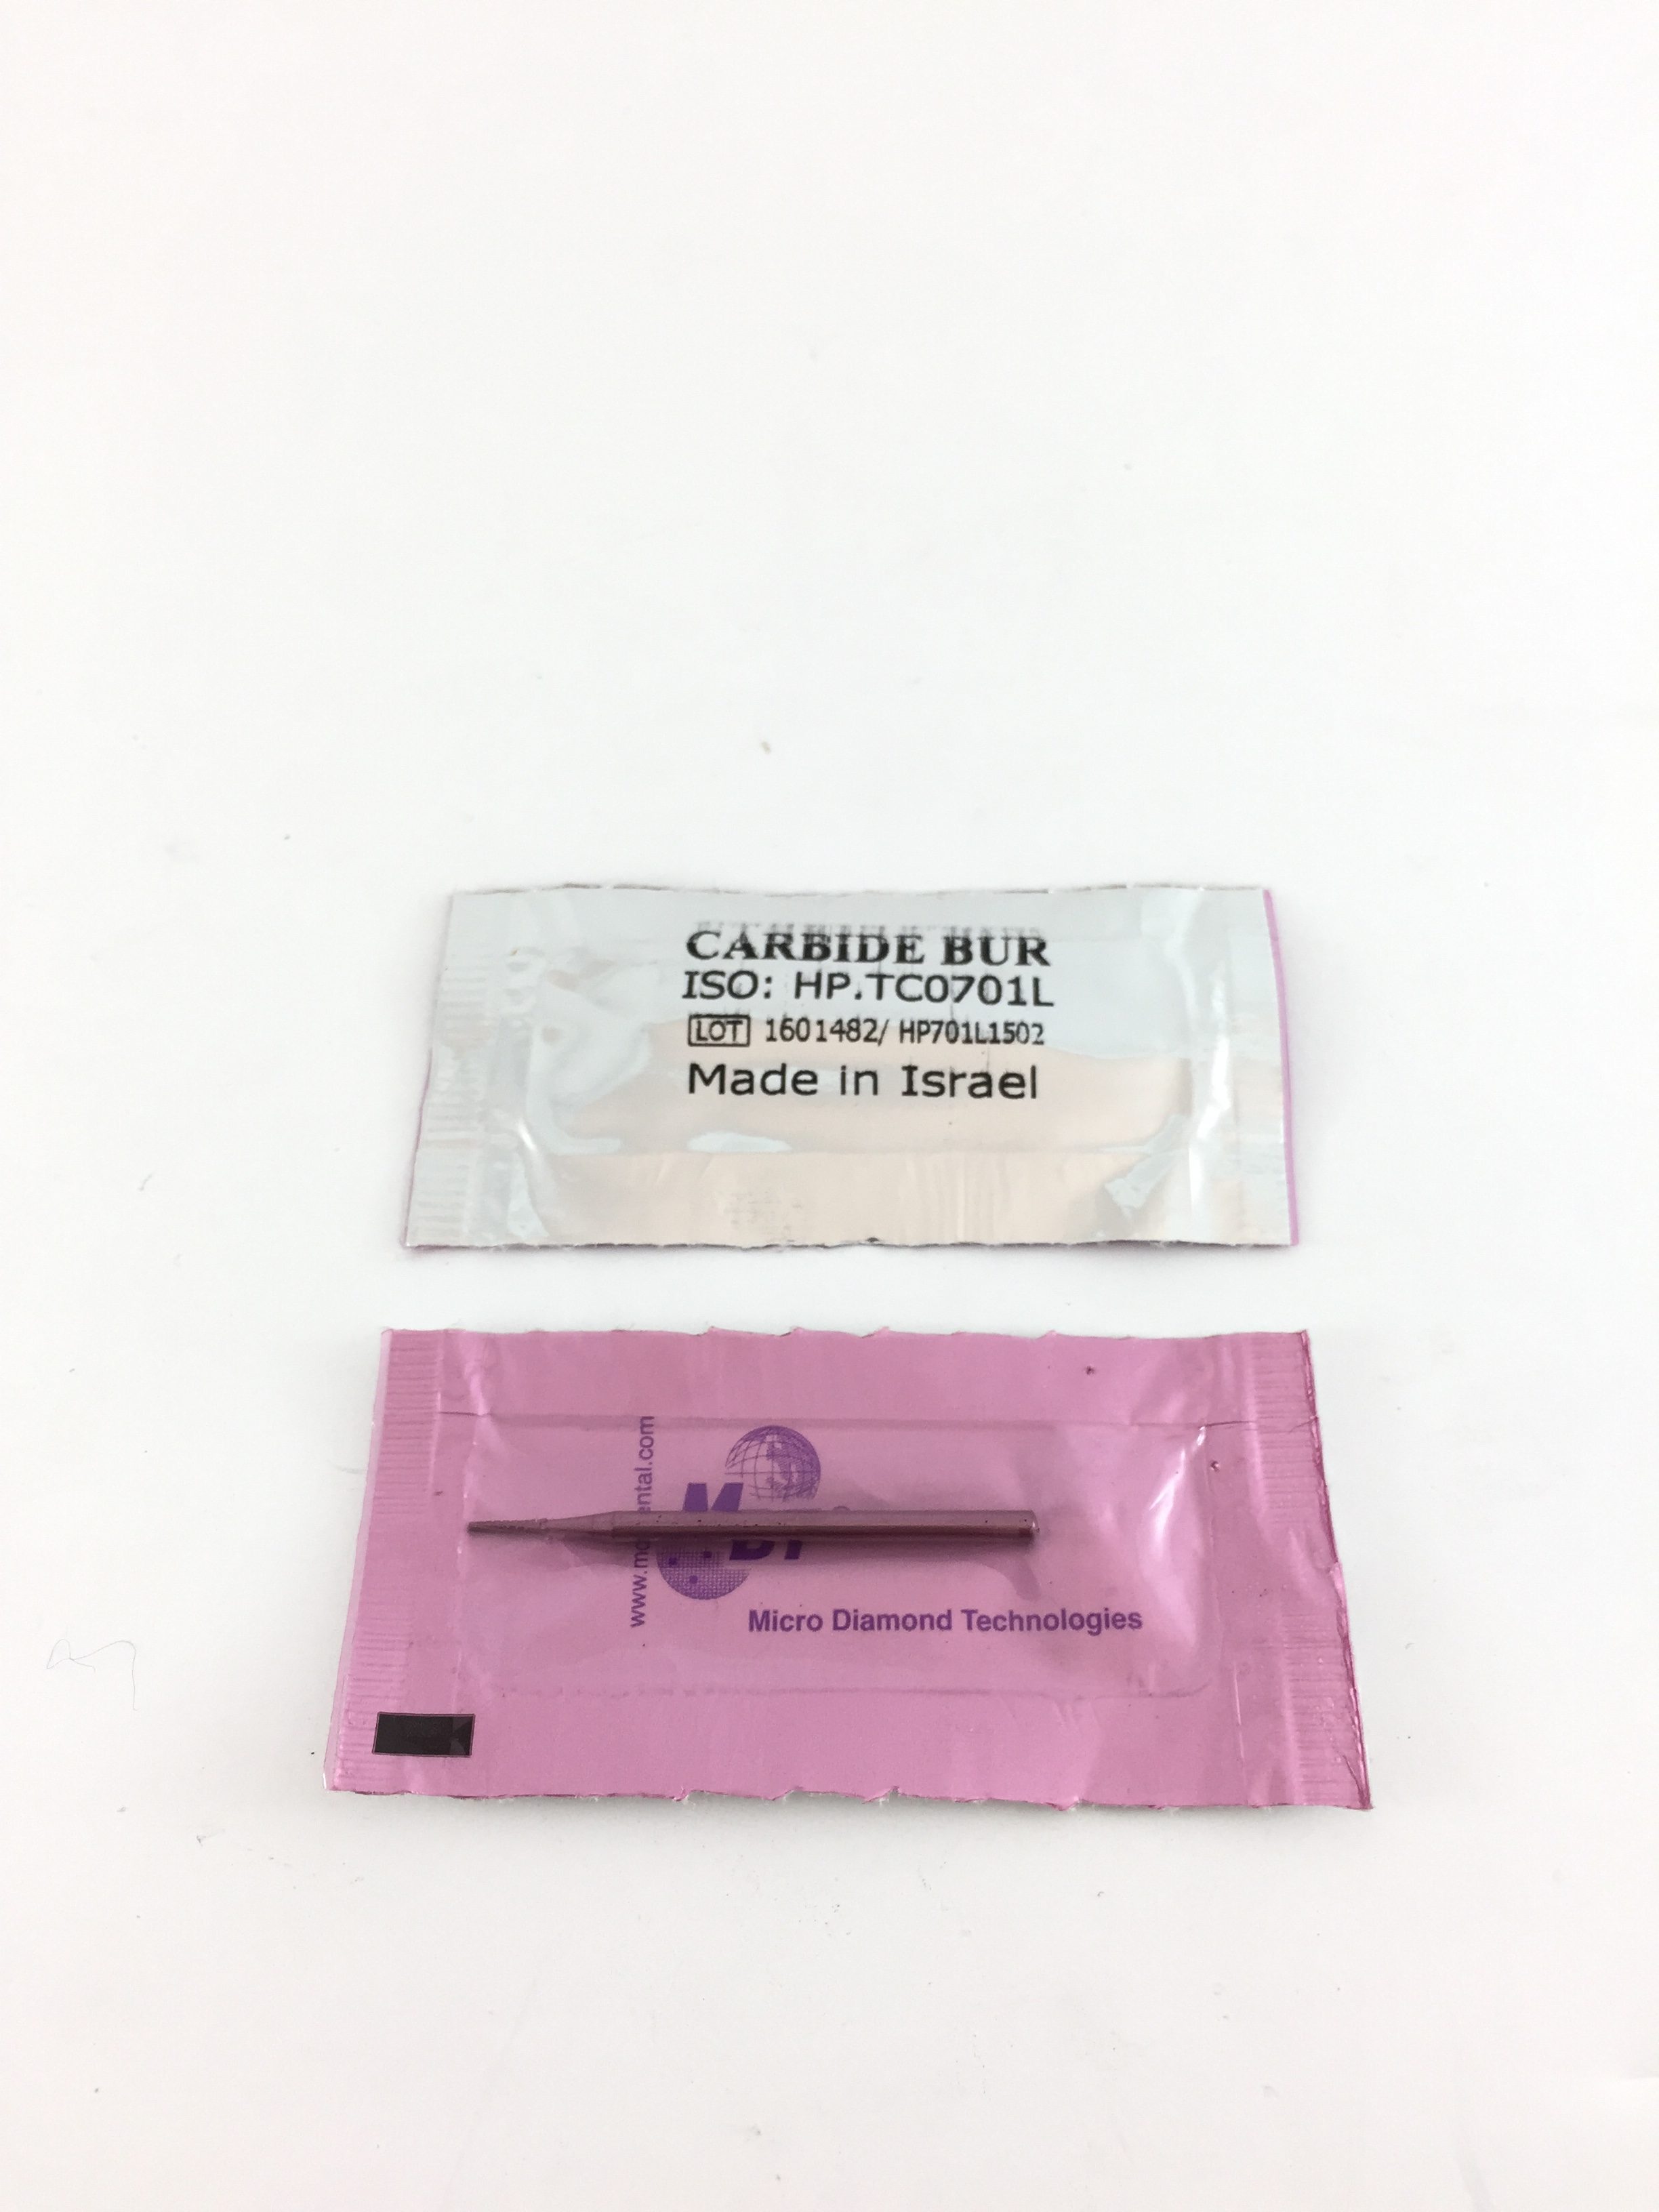 CARBIDE BUR
ISO: HP.TC0701L
LOT 1601482/ HP701L1502
Made in Israel
M
Micro Diamond Technologies